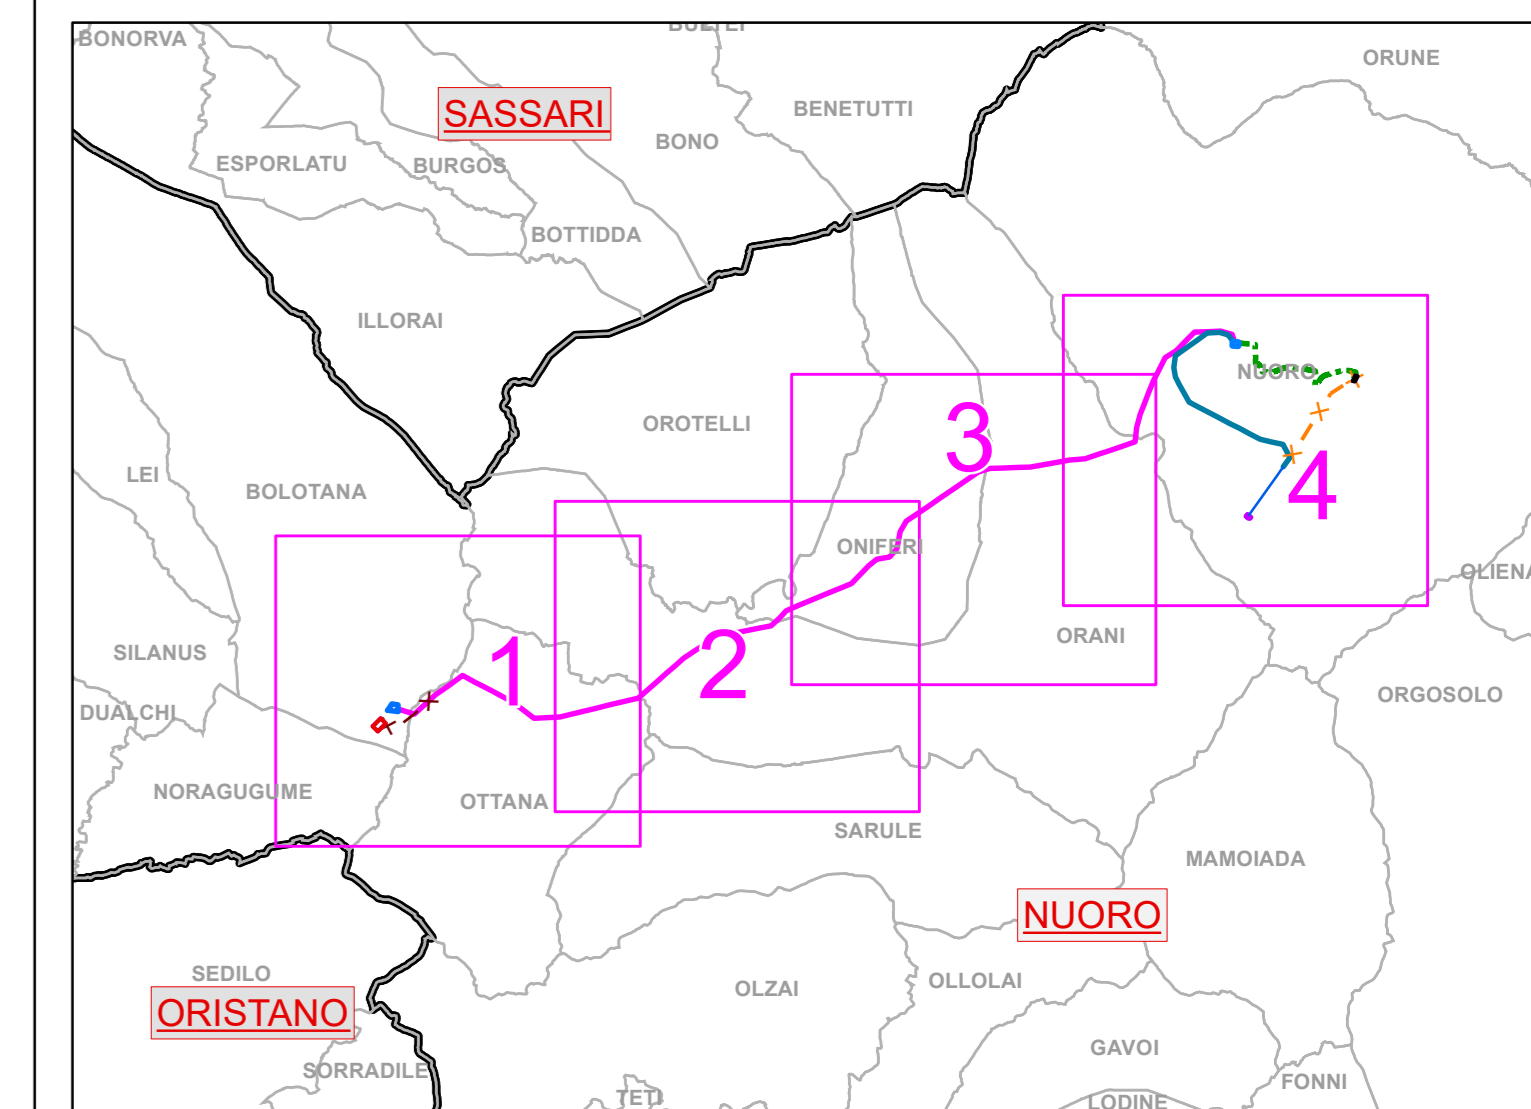 BONORVA
ORUNE
SASSARI
BENETUTTI
BONO
ESPORLATU
BURGOS
BOTTIDDA
ILLORAI
NUORO
OROTELLI
3
LEI
BOLOTANA
4
ONIFERI
OLIENA
ORANI
SILANUS
1
2
ORGOSOLO
DUALCHI
NORAGUGUME
OTTANA
SARULE
MAMOIADA
NUORO
SEDILO
OLLOLAI
OLZAI
ORISTANO
GAVOI
SORRADILE
FONNI
TETI
LODINE